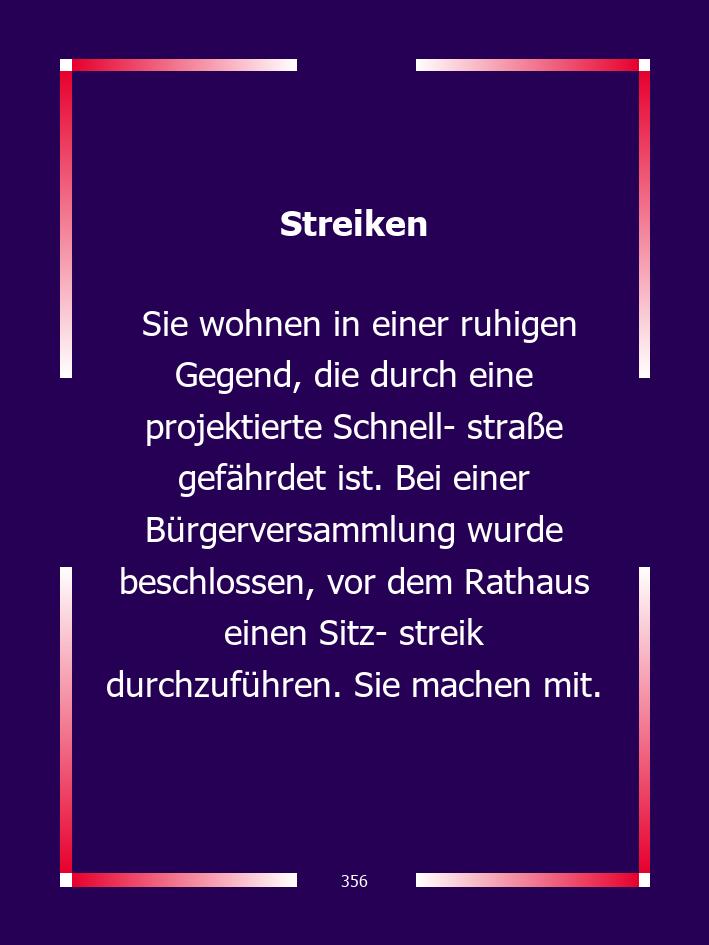 Streiken
Sie wohnen in einer ruhigen
Gegend, die durch eine
projektierte Schnell- straße
gefährdet ist. Bei einer
Bürgerversammlung wurde
beschlossen, vor dem Rathaus
einen Sitz- streik
durchzuführen. Sie machen mit.
356